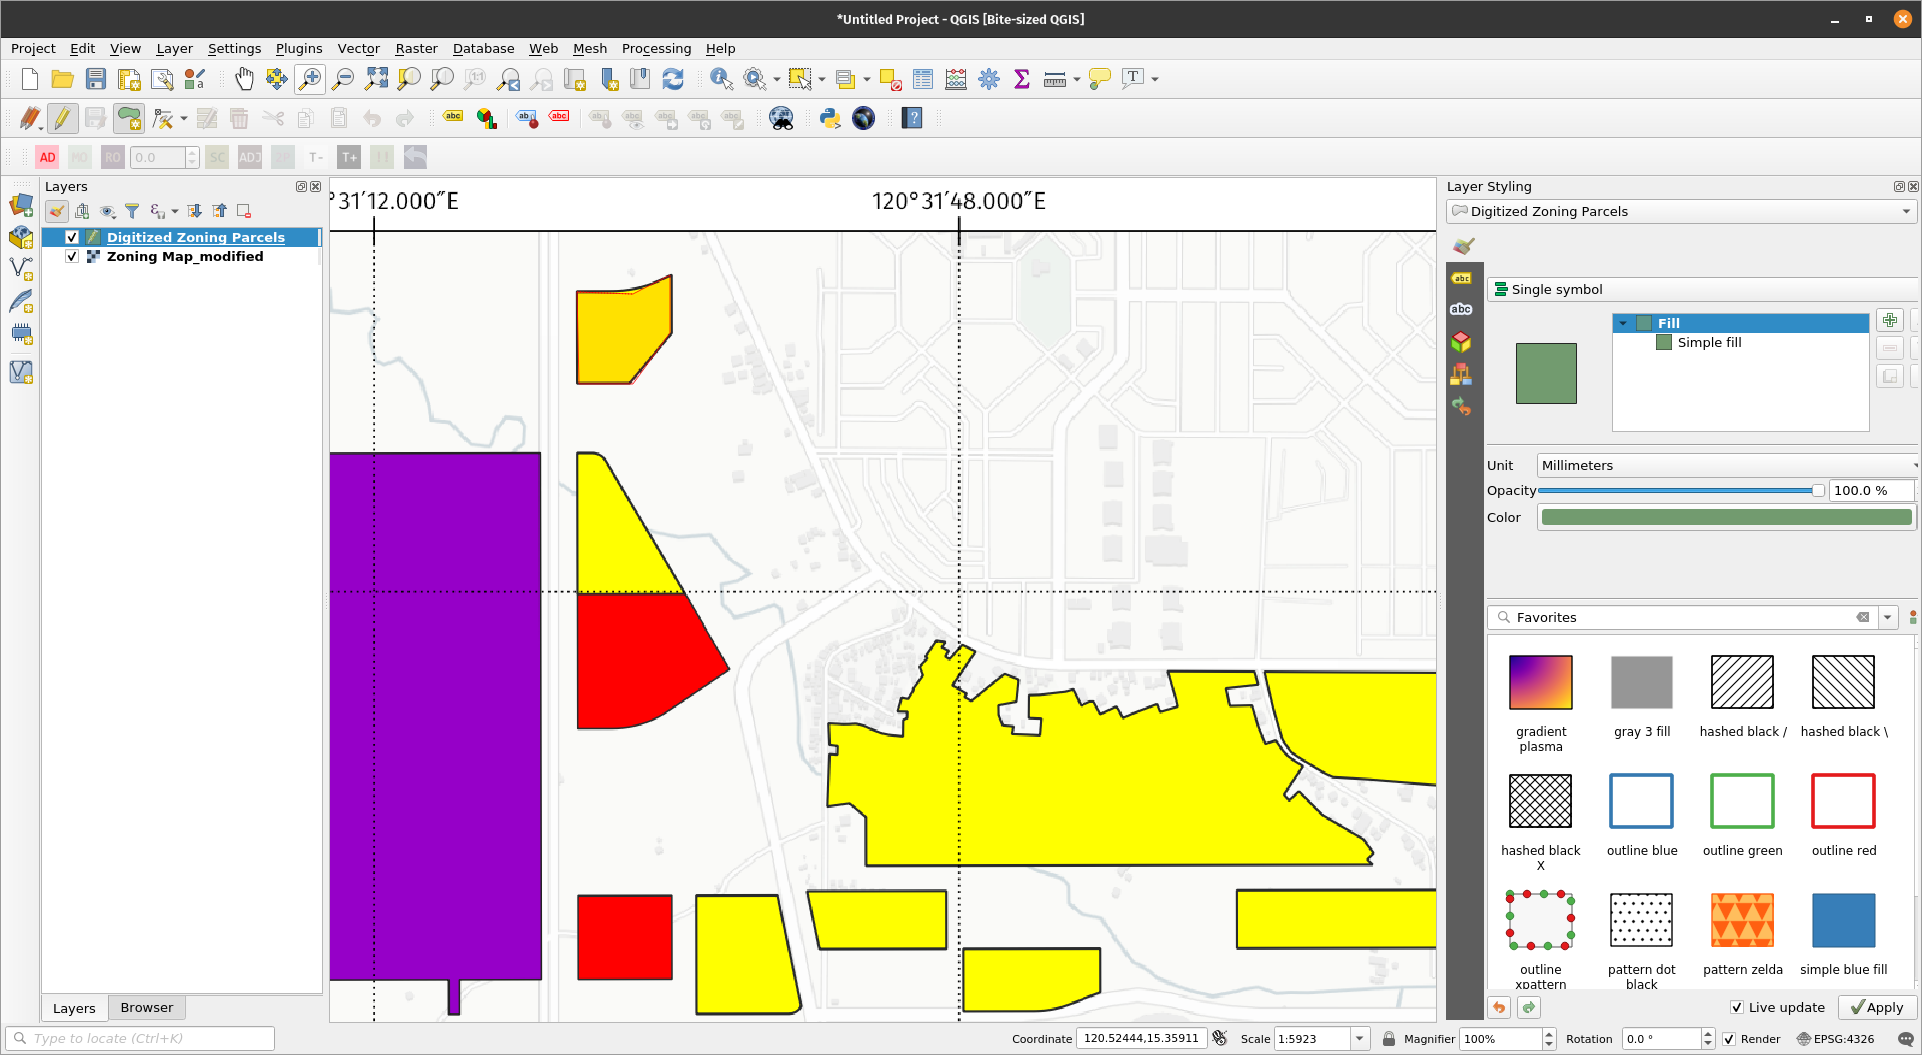 *Untitled Project - QGIS [Bite-sized QGIS]
Project Edit View Layer Settings Plugins Vector Raster Database Web Mesh Processing Help
AD MO RO 0.0 SC ADJ 2P T- T+
Layers
Digitized Zoning Parcels
Zoning Map_modified
Layers Browser
°31′12.000″E
120°31′48.000″E
Layer Styling
Digitized Zoning Parcels
Single symbol
Fill
Simple fill
Unit Millimeters
Opacity 100.0 %
Color
Favorites
gradient plasma
gray 3 fill
hashed black /
hashed black \
hashed black X
outline blue
outline green
outline red
outline xpattern
pattern dot black
pattern zelda
simple blue fill
Live update Apply
Type to locate (Ctrl+K) Coordinate 120.52444,15.35911 Scale 1:5923 Magnifier 100% Rotation 0.0 ° Render EPSG:4326